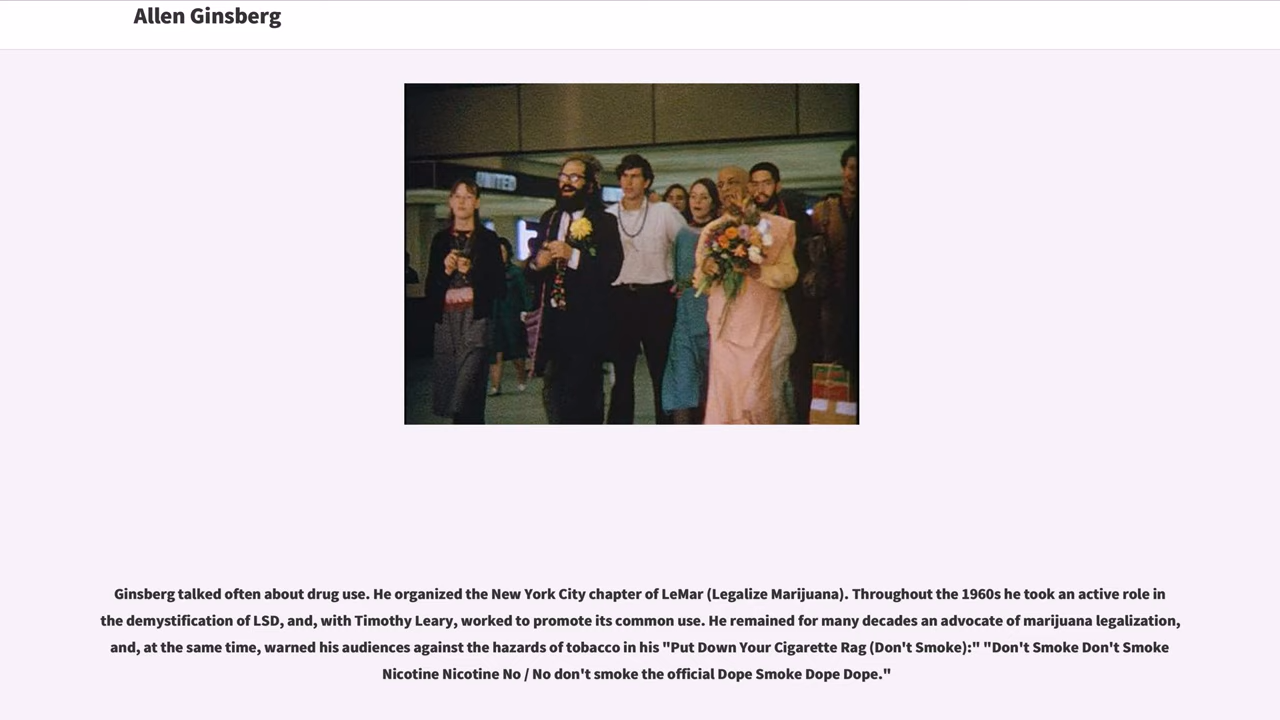 Allen Ginsberg
UNITED
Ginsberg talked often about drug use. He organized the New York City chapter of LeMar (Legalize Marijuana). Throughout the 1960s he took an active role in
the demystification of LSD, and, with Timothy Leary, worked to promote its common use. He remained for many decades an advocate of marijuana legalization,
and, at the same time, warned his audiences against the hazards of tobacco in his "Put Down Your Cigarette Rag (Don't Smoke):" "Don't Smoke Don't Smoke
Nicotine Nicotine No / No don't smoke the official Dope Smoke Dope Dope."